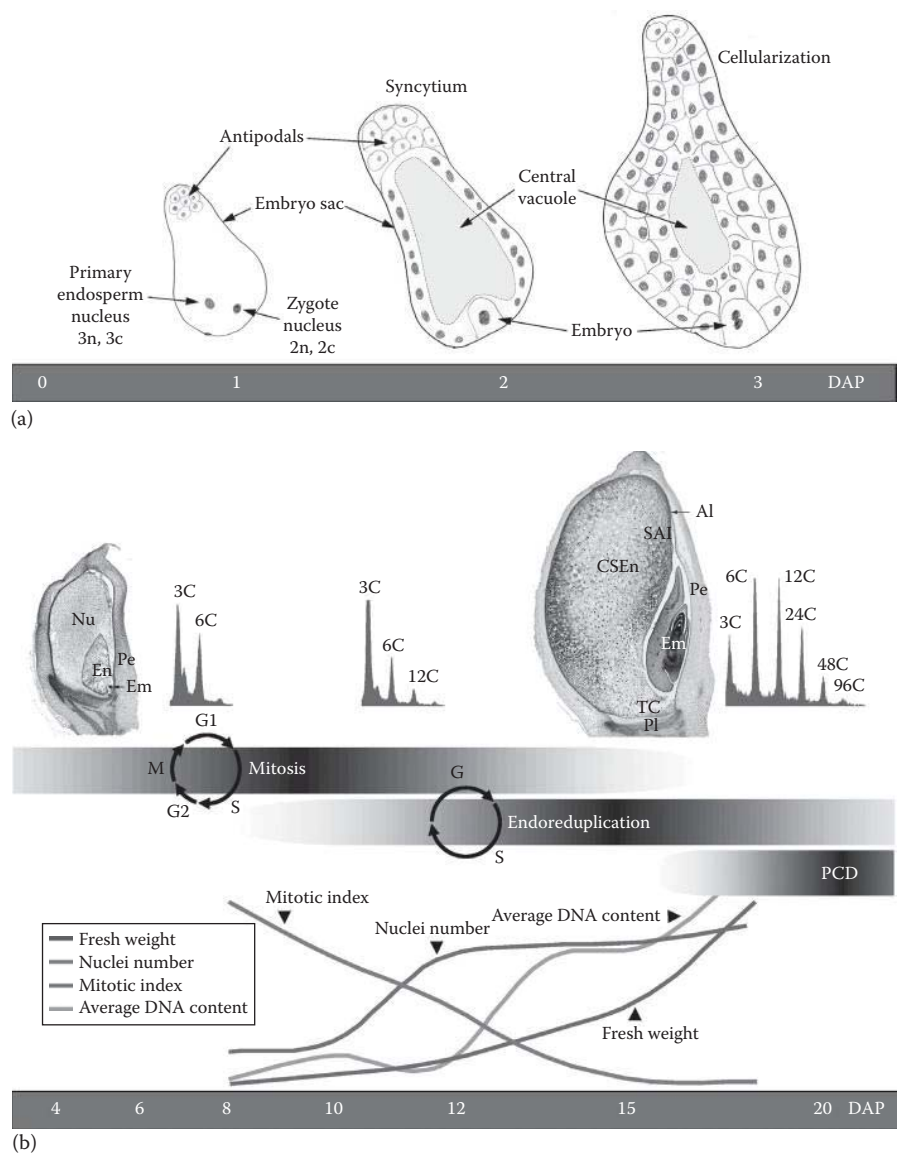 Syncytium
Cellularization
Antipodals
Embryo sac
Central
vacuole
Primary
endosperm
nucleus
3n, 3c
Zygote
nucleus
2n, 2c
Embryo
0 1 2 3 DAP
(a)
Nu
En
Pe
Em
3C
6C
3C
6C
12C
Al
SAl
CSEn
Pe
Em
TC
Pl
3C
6C
12C
24C
48C
96C
G1
M
Mitosis
G2
S
G
Endoreduplication
S
PCD
Mitotic index
Average DNA content
Nuclei number
Fresh weight
Nuclei number
Mitotic index
Average DNA content
Fresh weight
4 6 8 10 12 15 20 DAP
(b)